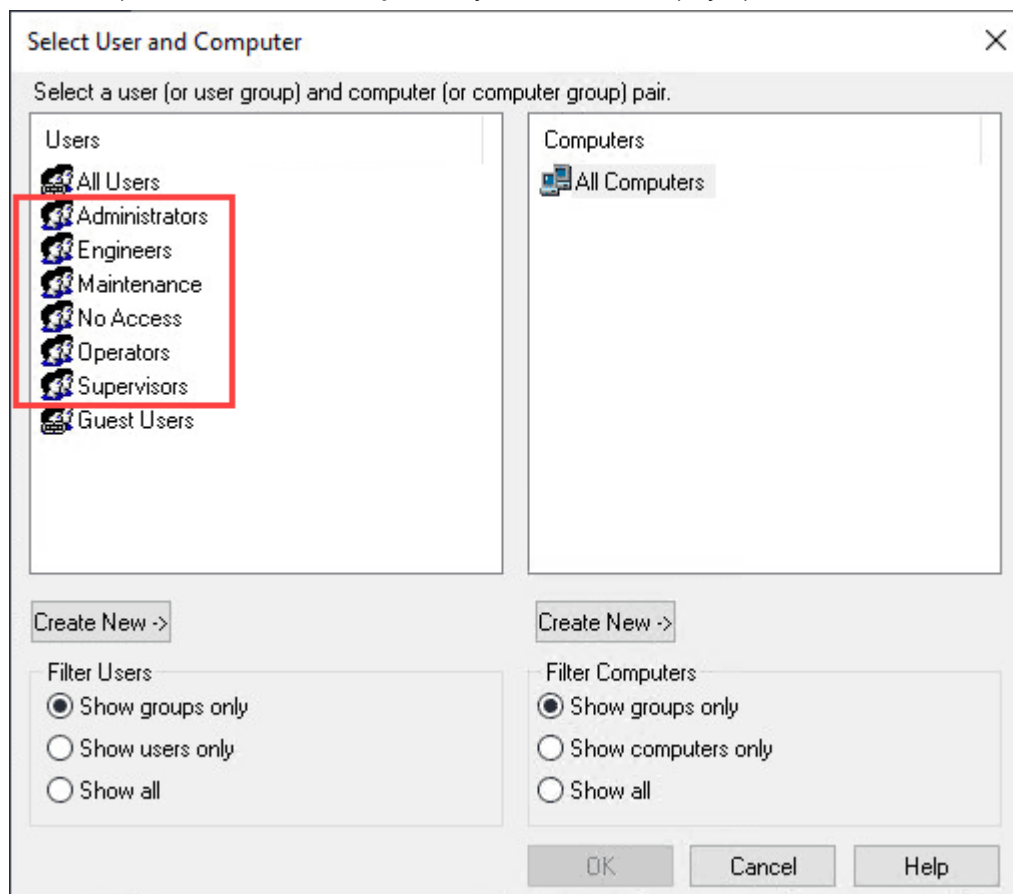 Select User and Computer
Select a user (or user group) and computer (or computer group) pair.
Users
All Users
Administrators
Engineers
Maintenance
No Access
Operators
Supervisors
Guest Users
Computers
All Computers
Create New ->
Create New ->
Filter Users
Show groups only
Show users only
Show all
Filter Computers
Show groups only
Show computers only
Show all
OK
Cancel
Help